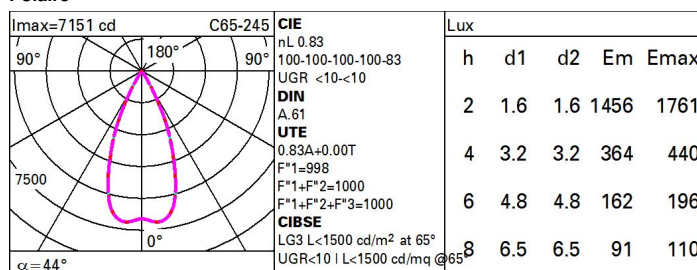 Imax=7151 cd C65-245
90° 180° 90°
7500
0°
α=44°
CIE
nL 0.83
100-100-100-100-83
UGR <10-<10
DIN
A.61
UTE
0.83A+0.00T
F"1=998
F"1+F"2=1000
F"1+F"2+F"3=1000
CIBSE
LG3 L<1500 cd/m² at 65°
UGR<10 | L<1500 cd/mq @65°
Lux
h d1 d2 Em Emax
2 1.6 1.6 1456 1761
4 3.2 3.2 364 440
6 4.8 4.8 162 196
8 6.5 6.5 91 110